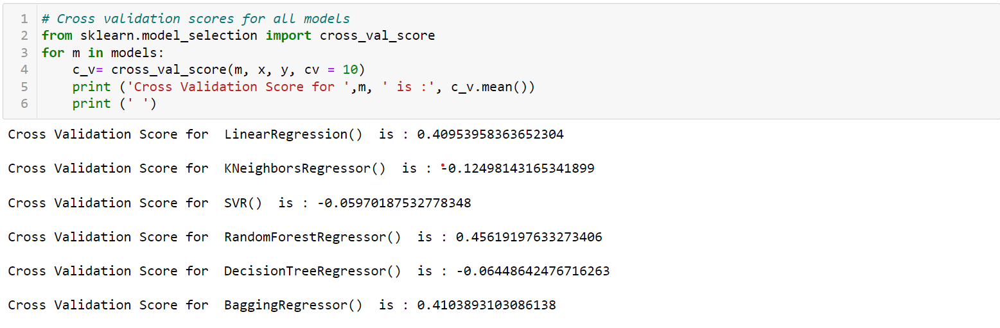 1 # Cross validation scores for all models
2 from sklearn.model_selection import cross_val_score
3 for m in models:
4     c_v= cross_val_score(m, x, y, cv = 10)
5     print ('Cross Validation Score for ',m, ' is :', c_v.mean())
6     print (' ')
Cross Validation Score for  LinearRegression()  is : 0.40953958363652304
Cross Validation Score for  KNeighborsRegressor()  is : -0.12498143165341899
Cross Validation Score for  SVR()  is : -0.05970187532778348
Cross Validation Score for  RandomForestRegressor()  is : 0.45619197633273406
Cross Validation Score for  DecisionTreeRegressor()  is : -0.06448642476716263
Cross Validation Score for  BaggingRegressor()  is : 0.4103893103086138